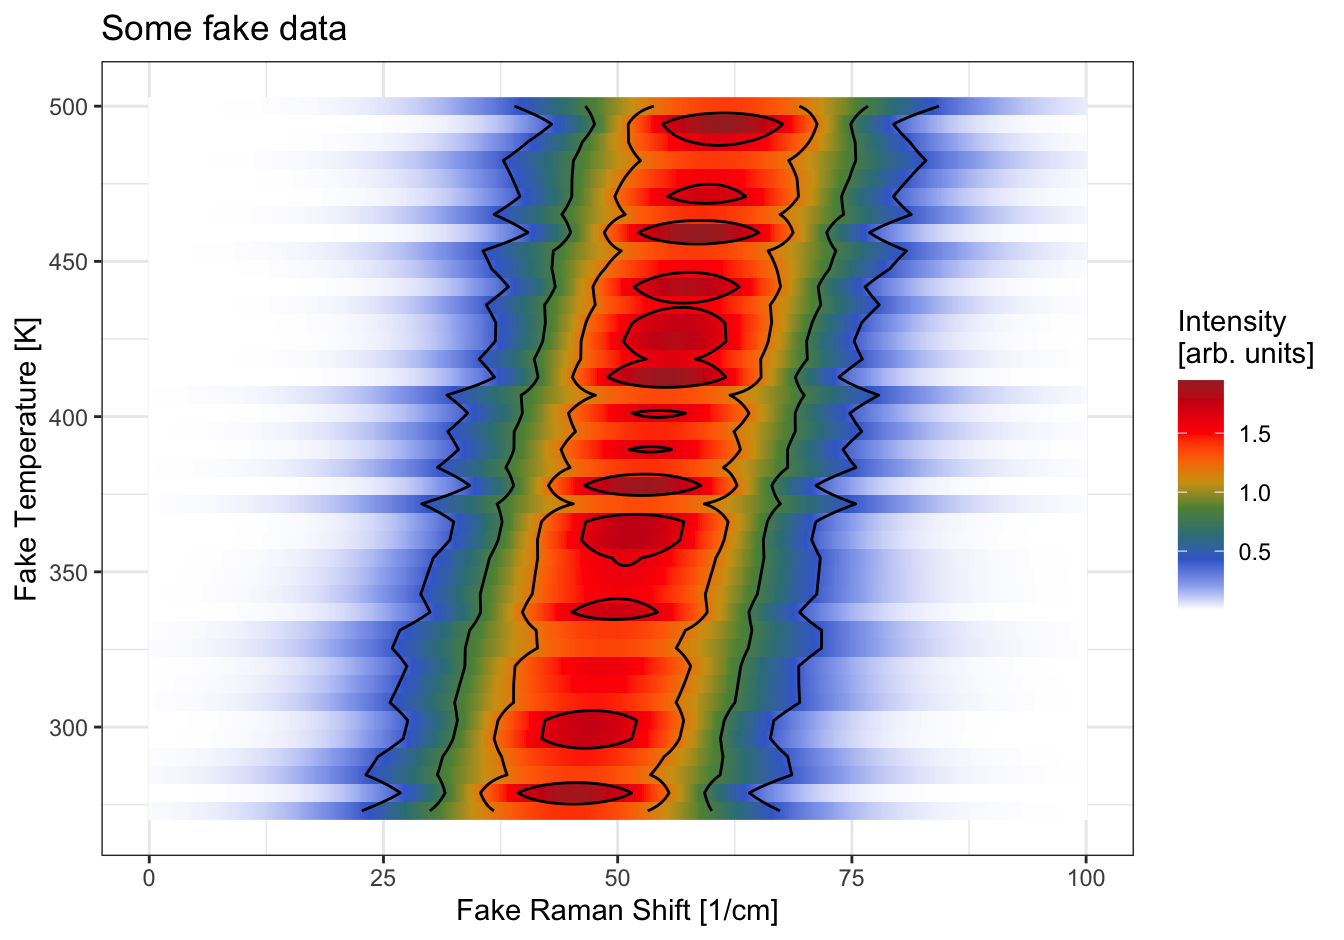 Some fake data
500
450
400
350
300
Fake Temperature [K]
0
25
50
75
100
Fake Raman Shift [1/cm]
Intensity
[arb. units]
1.5
1.0
0.5